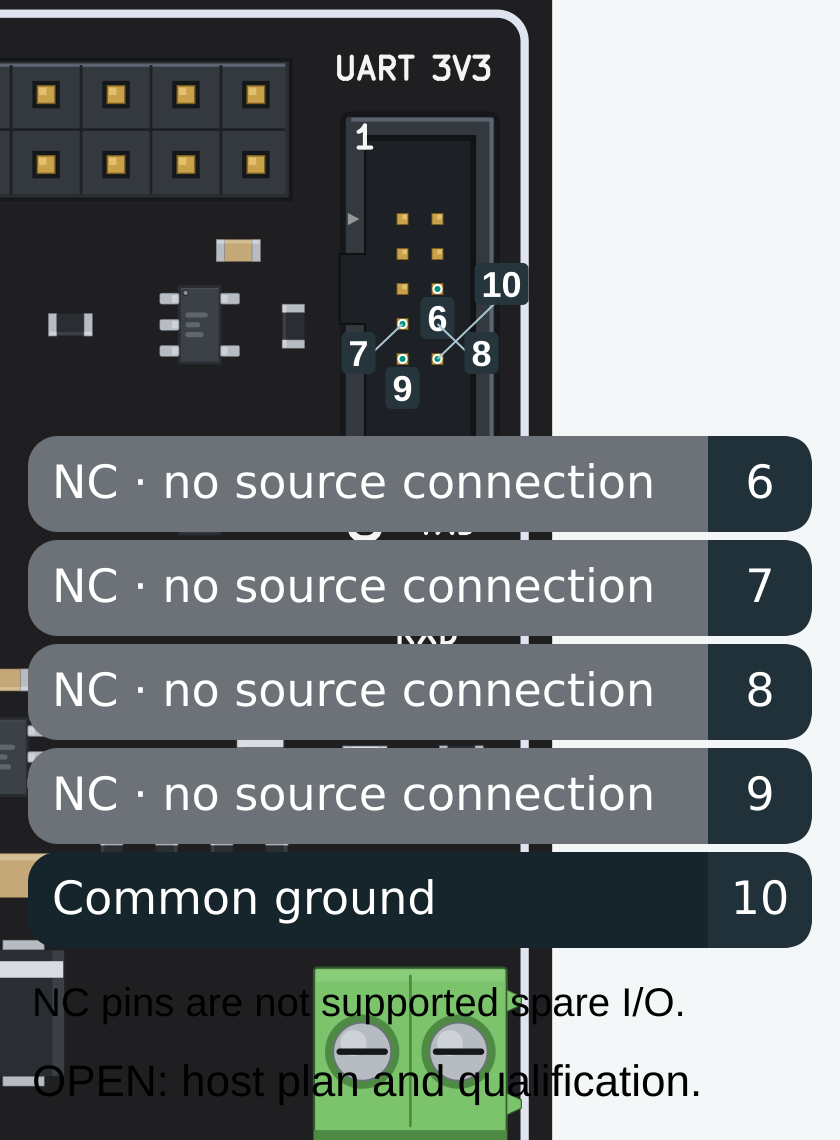 UART 3V3
1
10
6
7
8
9
NC · no source connection 6
NC · no source connection 7
NC · no source connection 8
NC · no source connection 9
Common ground 10
NC pins are not supported spare I/O.
OPEN: host plan and qualification.